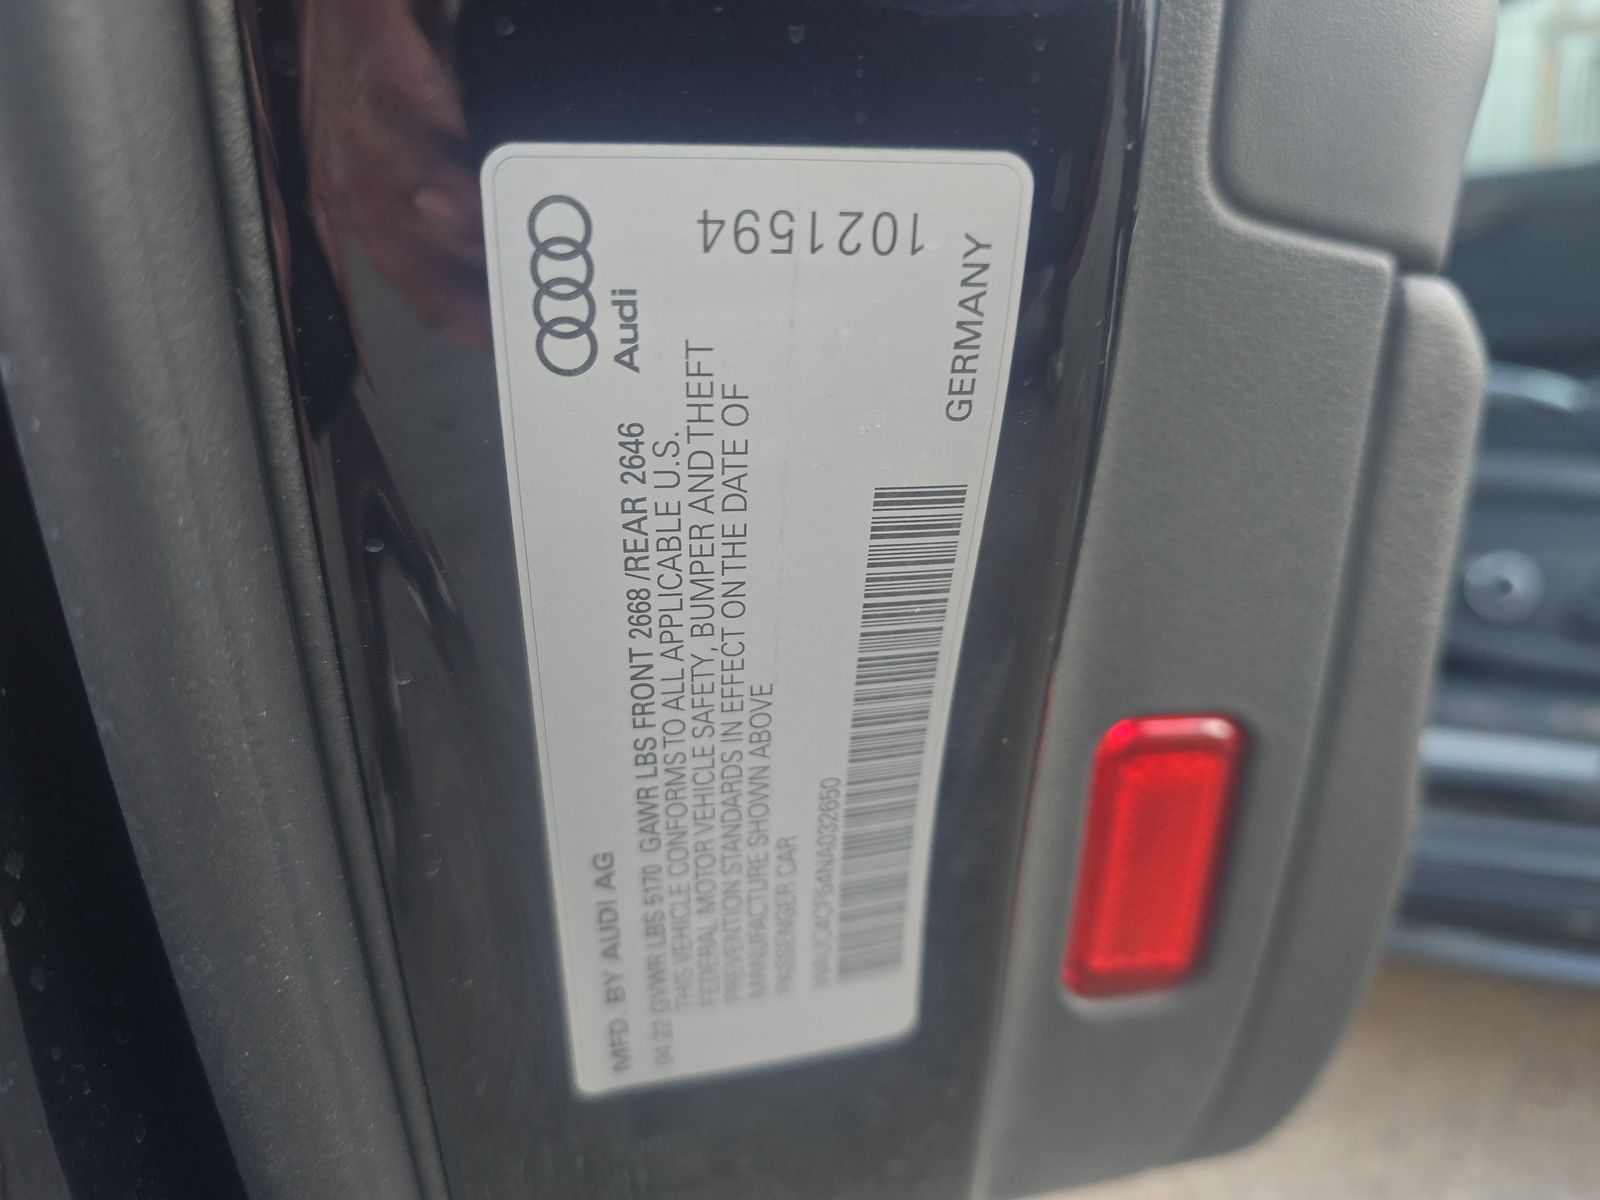 Audi
MFD. BY AUDI AG
04 22 GVWR LBS 5170 GAWR LBS FRONT 2668 /REAR 2646
THIS VEHICLE CONFORMS TO ALL APPLICABLE U.S.
FEDERAL MOTOR VEHICLE SAFETY, BUMPER AND THEFT
PREVENTION STANDARDS IN EFFECT ON THE DATE OF
MANUFACTURE SHOWN ABOVE
PASSENGER CAR
WAUC4CF64NA032650
GERMANY
1021594